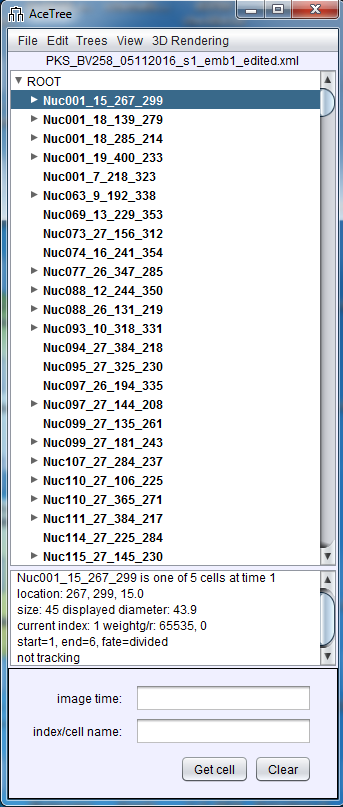 AceTree
File Edit Trees View 3D Rendering
PKS_BV258_05112016_s1_emb1_edited.xml
ROOT
Nuc001_15_267_299
Nuc001_18_139_279
Nuc001_18_285_214
Nuc001_19_400_233
Nuc001_7_218_323
Nuc063_9_192_338
Nuc069_13_229_353
Nuc073_27_156_312
Nuc074_16_241_354
Nuc077_26_347_285
Nuc088_12_244_350
Nuc088_26_131_219
Nuc093_10_318_331
Nuc094_27_384_218
Nuc095_27_325_230
Nuc097_26_194_335
Nuc097_27_144_208
Nuc099_27_135_261
Nuc099_27_181_243
Nuc107_27_284_237
Nuc110_27_106_225
Nuc110_27_365_271
Nuc111_27_384_217
Nuc114_27_225_284
Nuc115_27_145_230
Nuc001_15_267_299 is one of 5 cells at time 1
location: 267, 299, 15.0
size: 45 displayed diameter: 43.9
current index: 1 weightg/r: 65535, 0
start=1, end=6, fate=divided
not tracking
image time:
index/cell name:
Get cell Clear